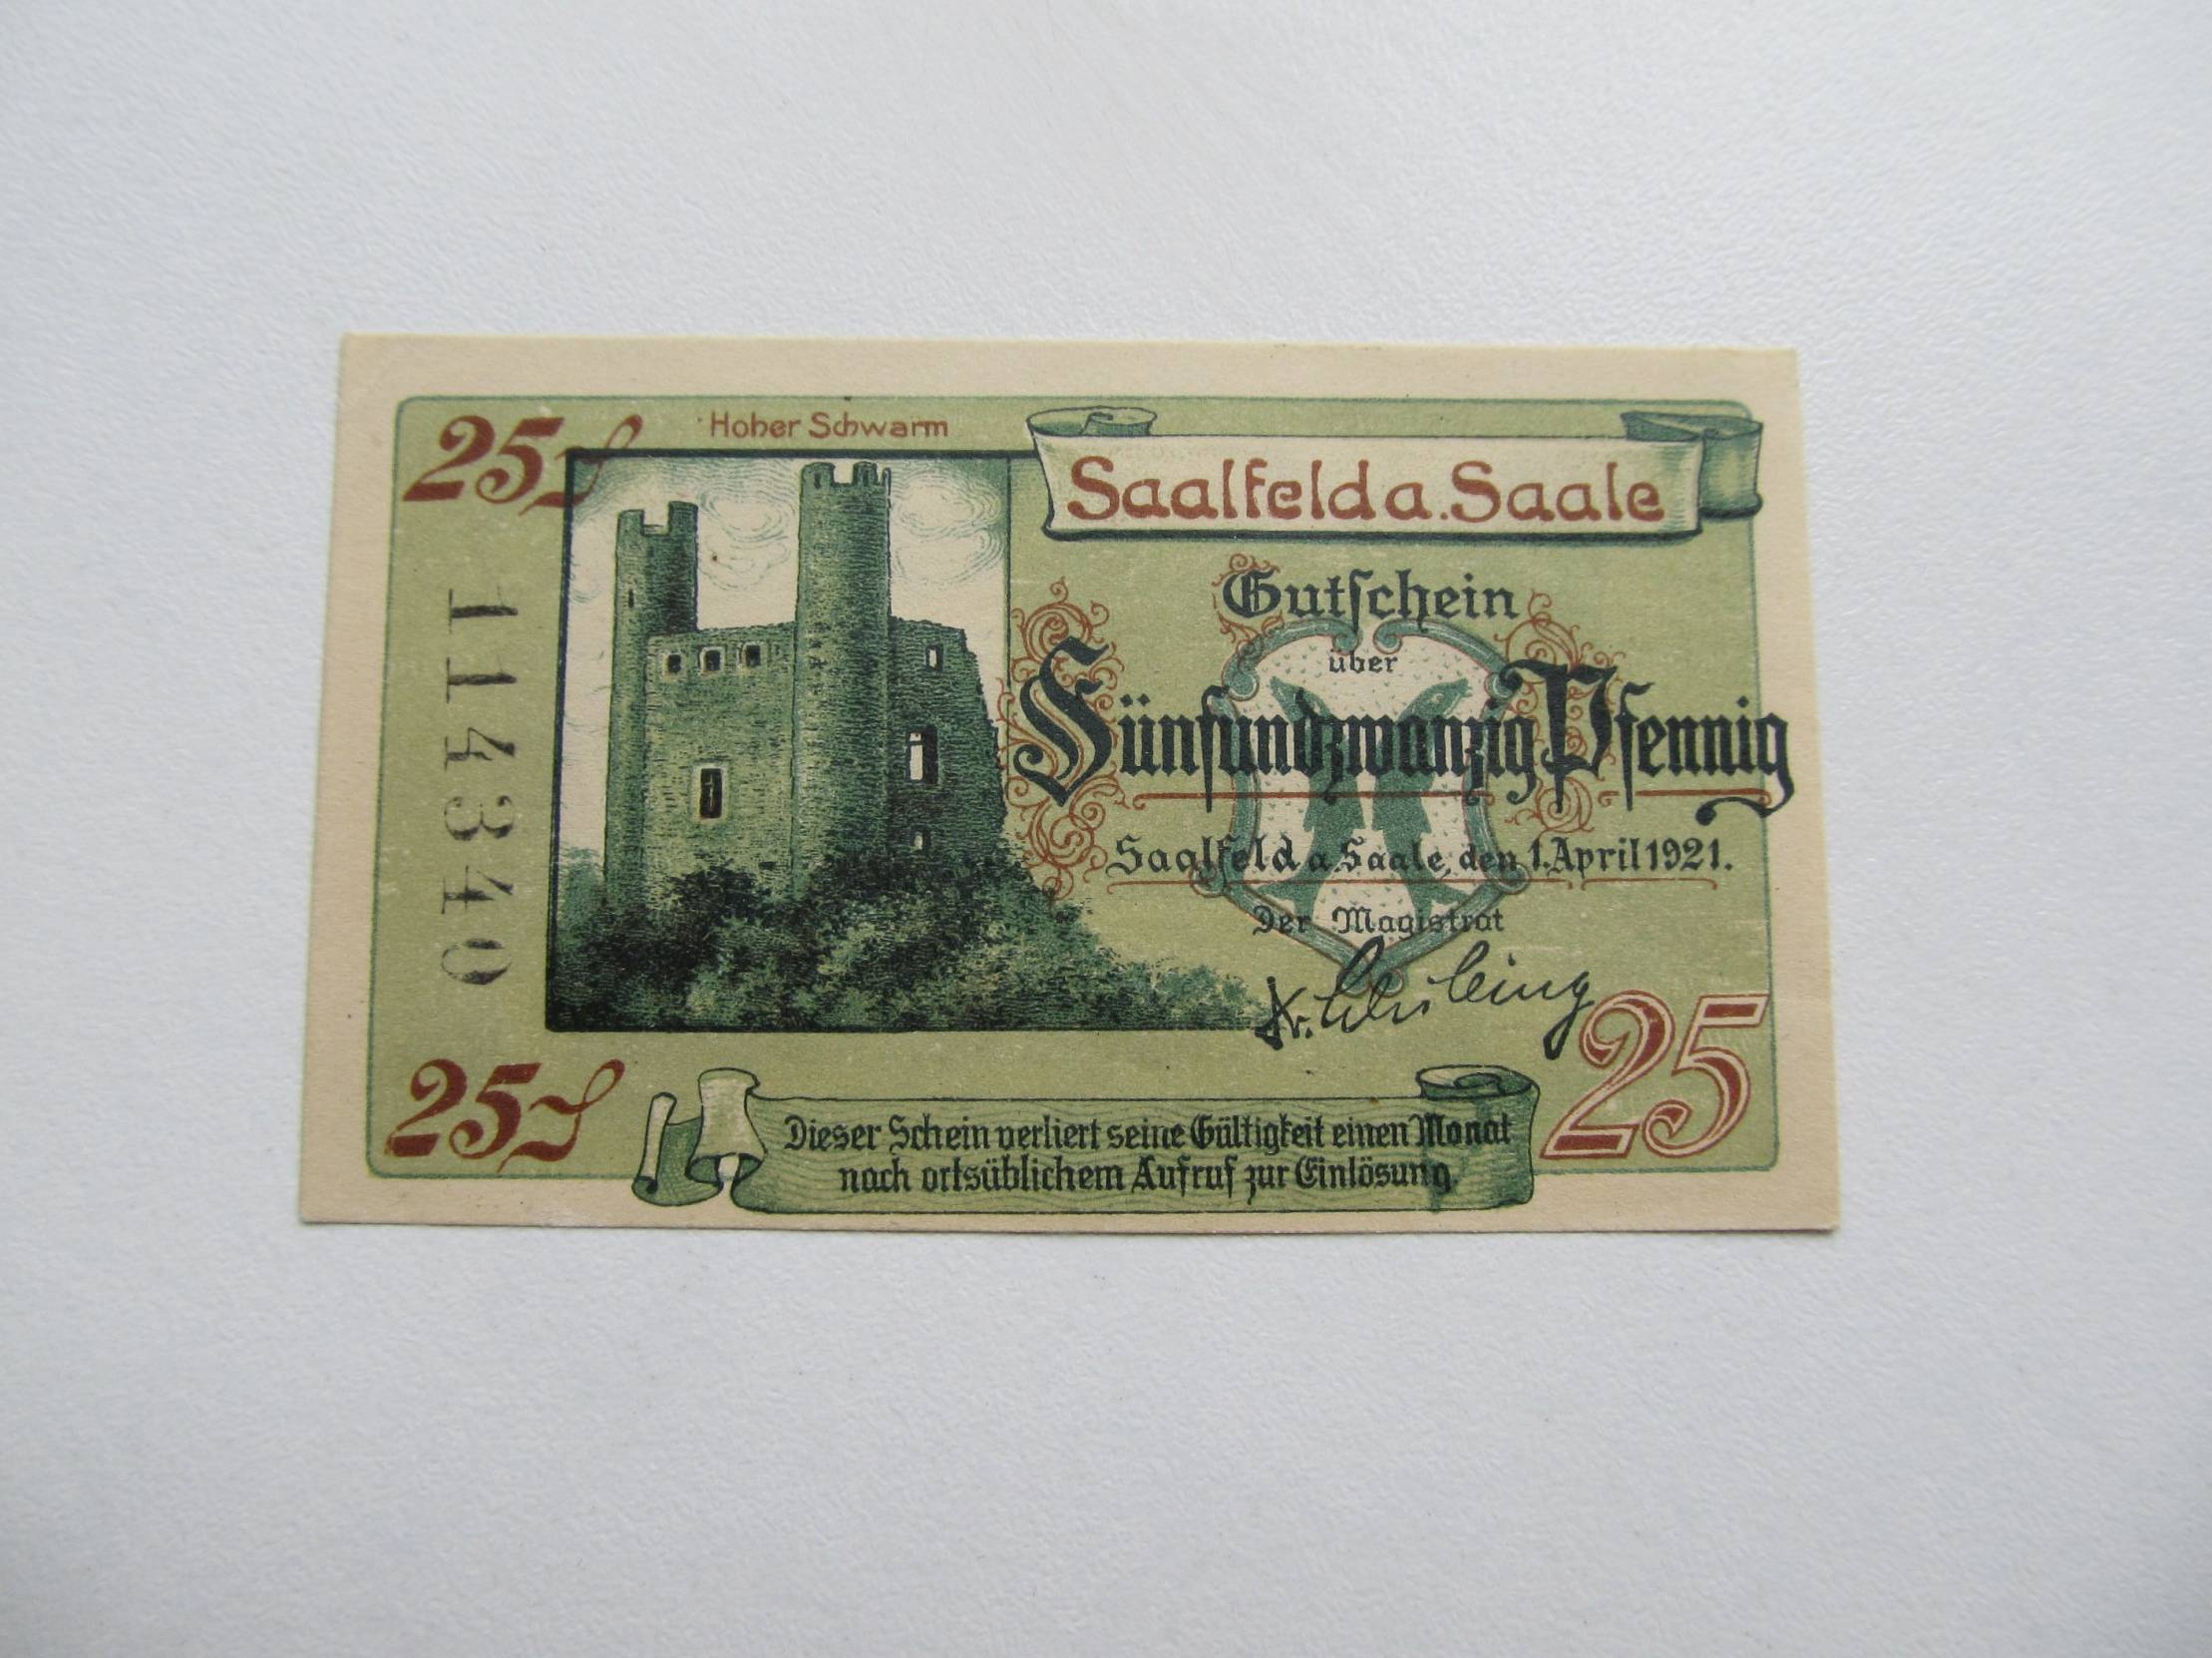 25₰
Hoher Schwarm
Saalfeld a. Saale
114340
Gutschein
über
Fünfundzwanzig Pfennig
Saalfeld a. Saale, den 1. April 1921.
Der Magistrat
Dr.
25₰
25
Dieser Schein verliert seine Gültigkeit einen Monat
nach ortsüblichem Aufruf zur Einlösung.